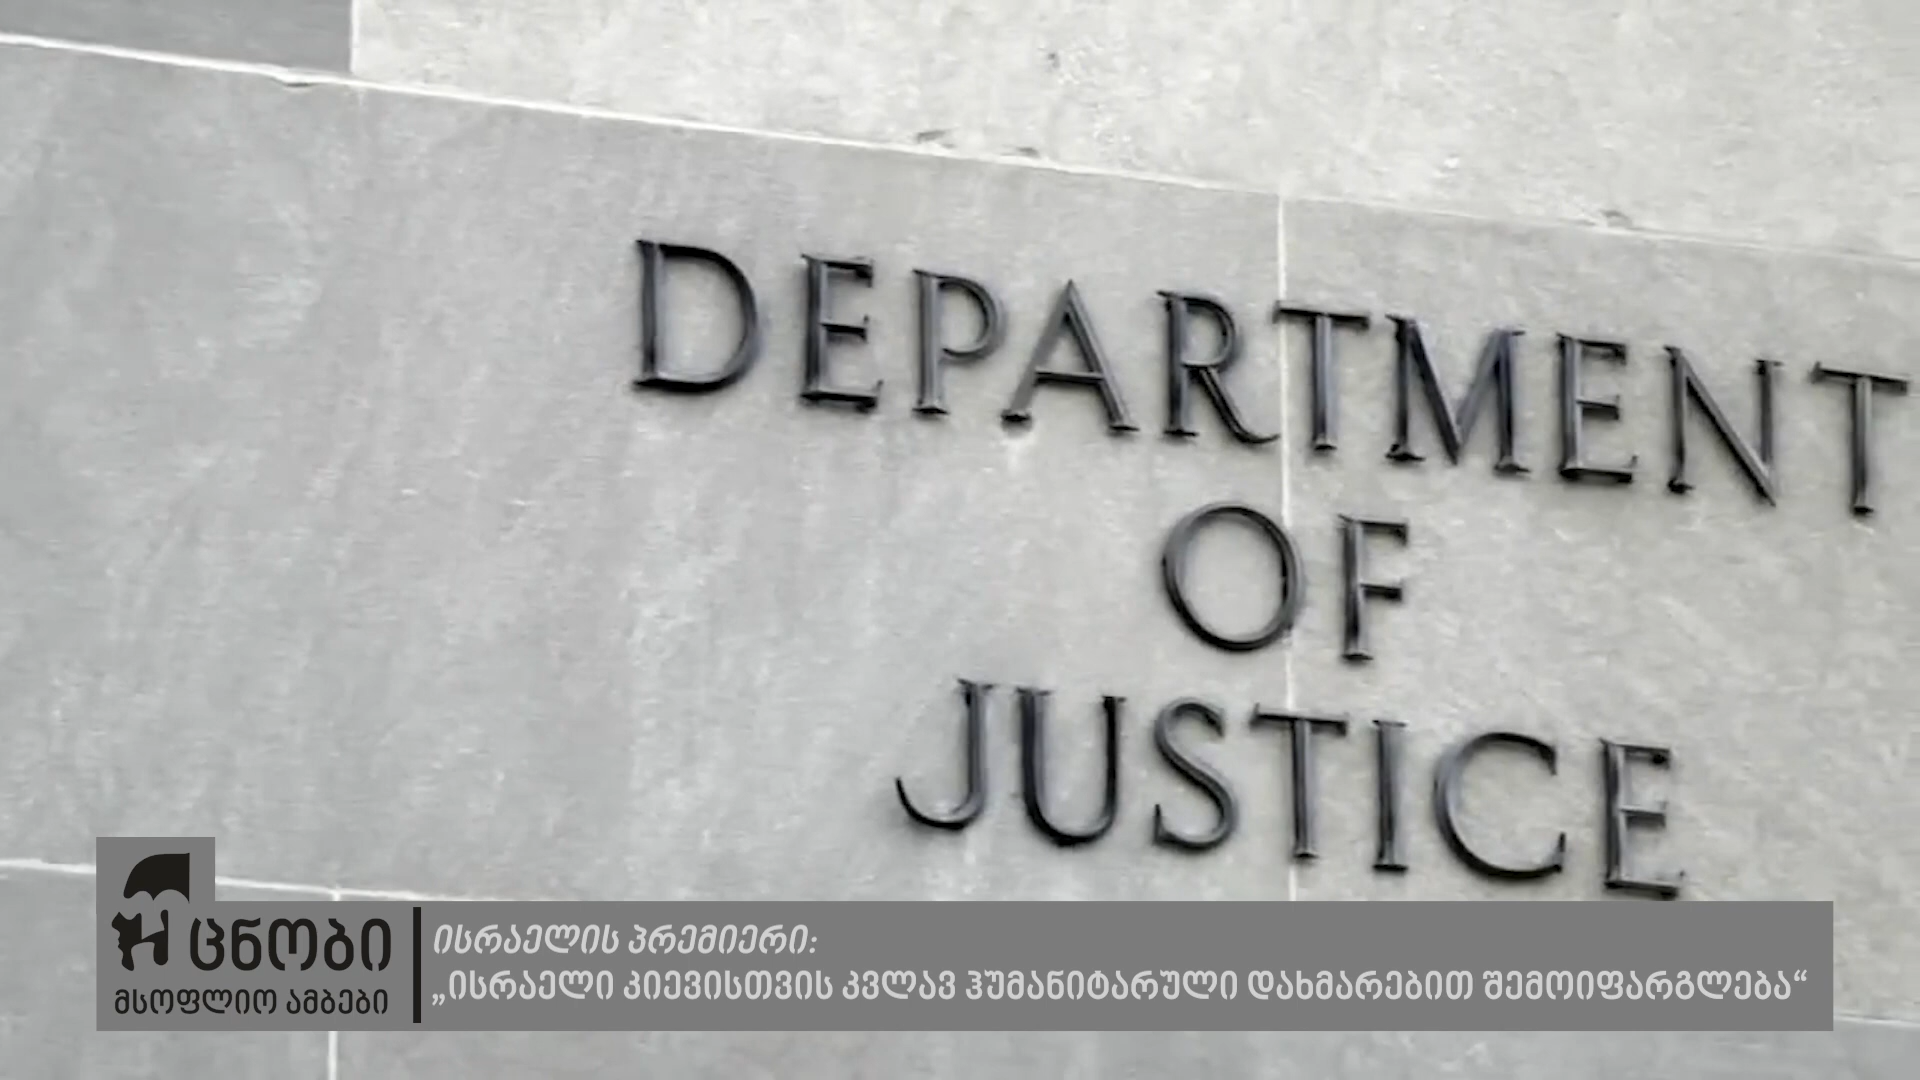 DEPARTMENT
OF
JUSTICE
ცნობი
მსოფლიო ამბები
ისრაელის პრემიერი:
„ისრაელი კიევისთვის კვლავ ჰუმანიტარული დახმარებით შემოიფარგლება“